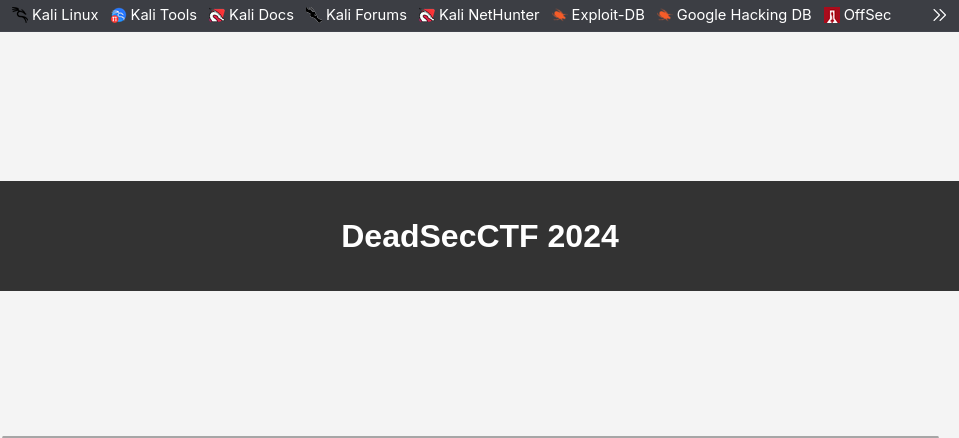 Kali Linux Kali Tools Kali Docs Kali Forums Kali NetHunter Exploit-DB Google Hacking DB OffSec
DeadSecCTF 2024